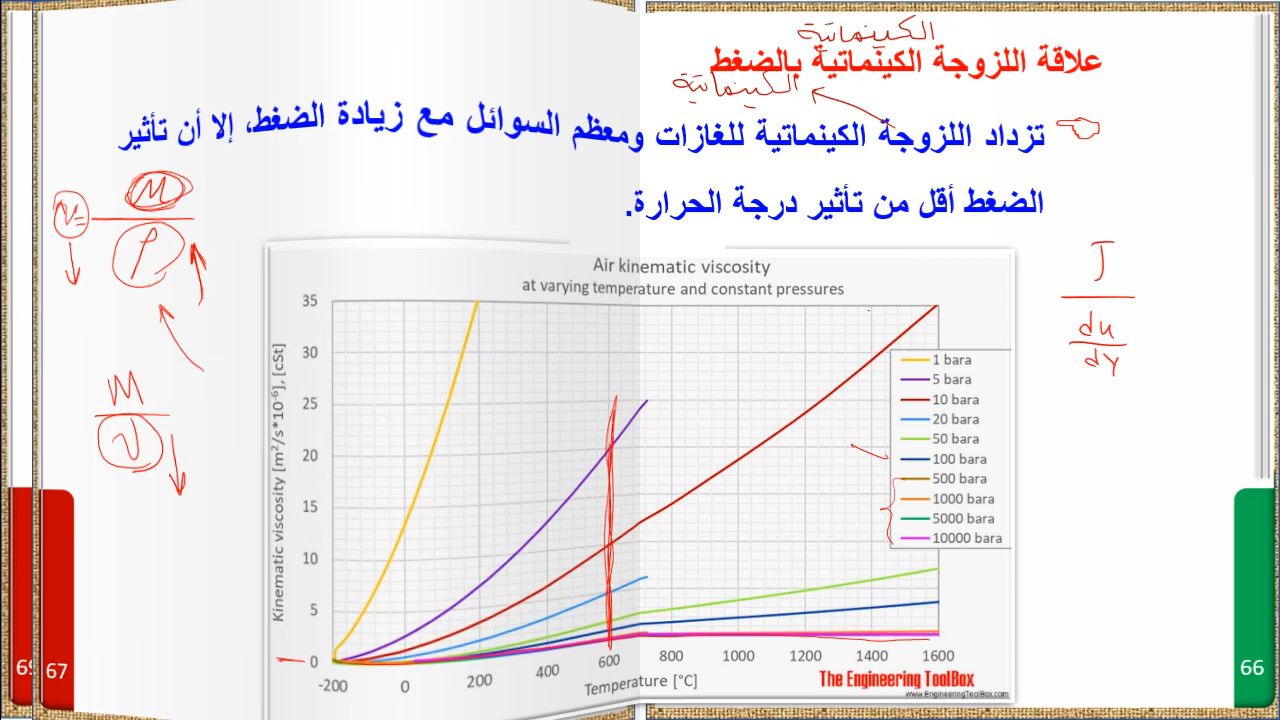 الكينماتية
علاقة اللزوجة الكينماتية بالضغط
الكينماتية
تزداد اللزوجة الكينماتية للغازات ومعظم السوائل مع زيادة الضغط، إلا أن تأثير
الضغط أقل من تأثير درجة الحرارة.
Air kinematic viscosity
at varying temperature and constant pressures
Kinematic viscosity [m²/s*10⁻⁶], [cSt]
35
30
25
20
15
10
5
0
-200 0 200 400 600 800 1000 1200 1400 1600
Temperature [°C]
1 bara
5 bara
10 bara
20 bara
50 bara
100 bara
500 bara
1000 bara
5000 bara
10000 bara
The Engineering ToolBox
www.EngineeringToolBox.com
du
dy
66
67